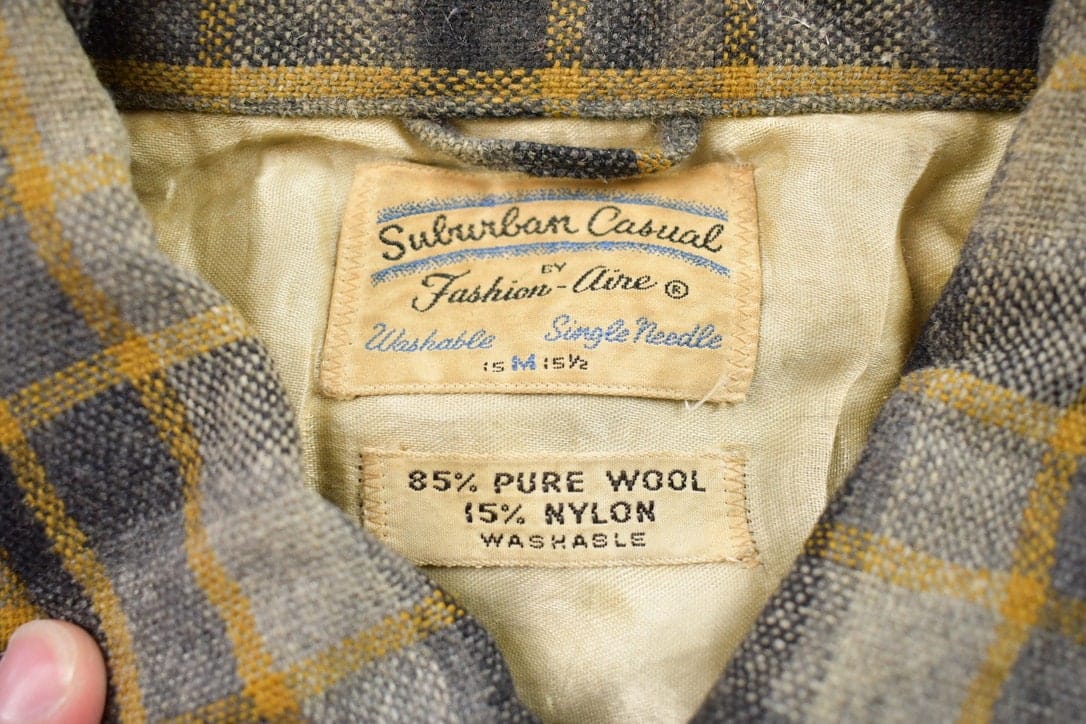 Suburban Casual
BY
Fashion-Aire ®
Washable Single Needle
15 M 15½
85% PURE WOOL
15% NYLON
WASHABLE